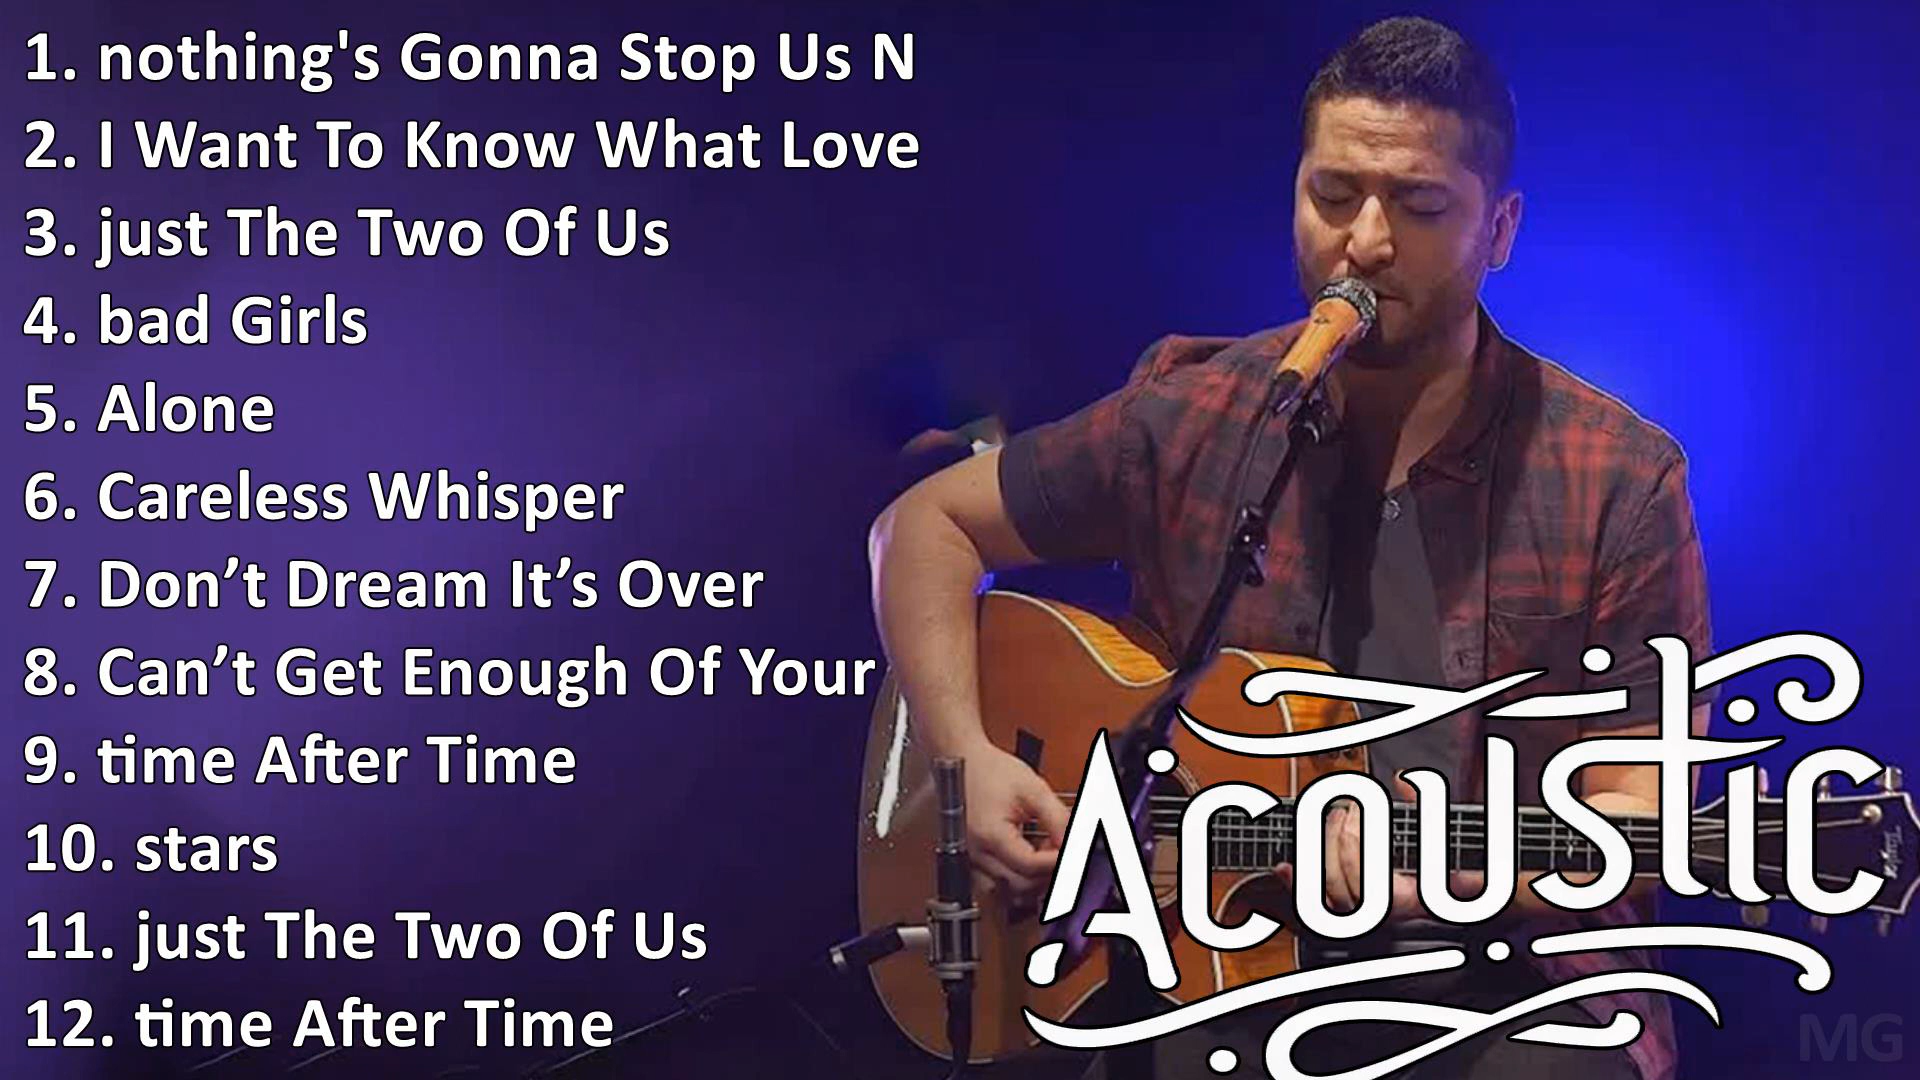 1. nothing's Gonna Stop Us N
2. I Want To Know What Love
3. just The Two Of Us
4. bad Girls
5. Alone
6. Careless Whisper
7. Don’t Dream It’s Over
8. Can’t Get Enough Of Your
9. time After Time
10. stars
11. just The Two Of Us
12. time After Time
Acoustic
Taylor
MG